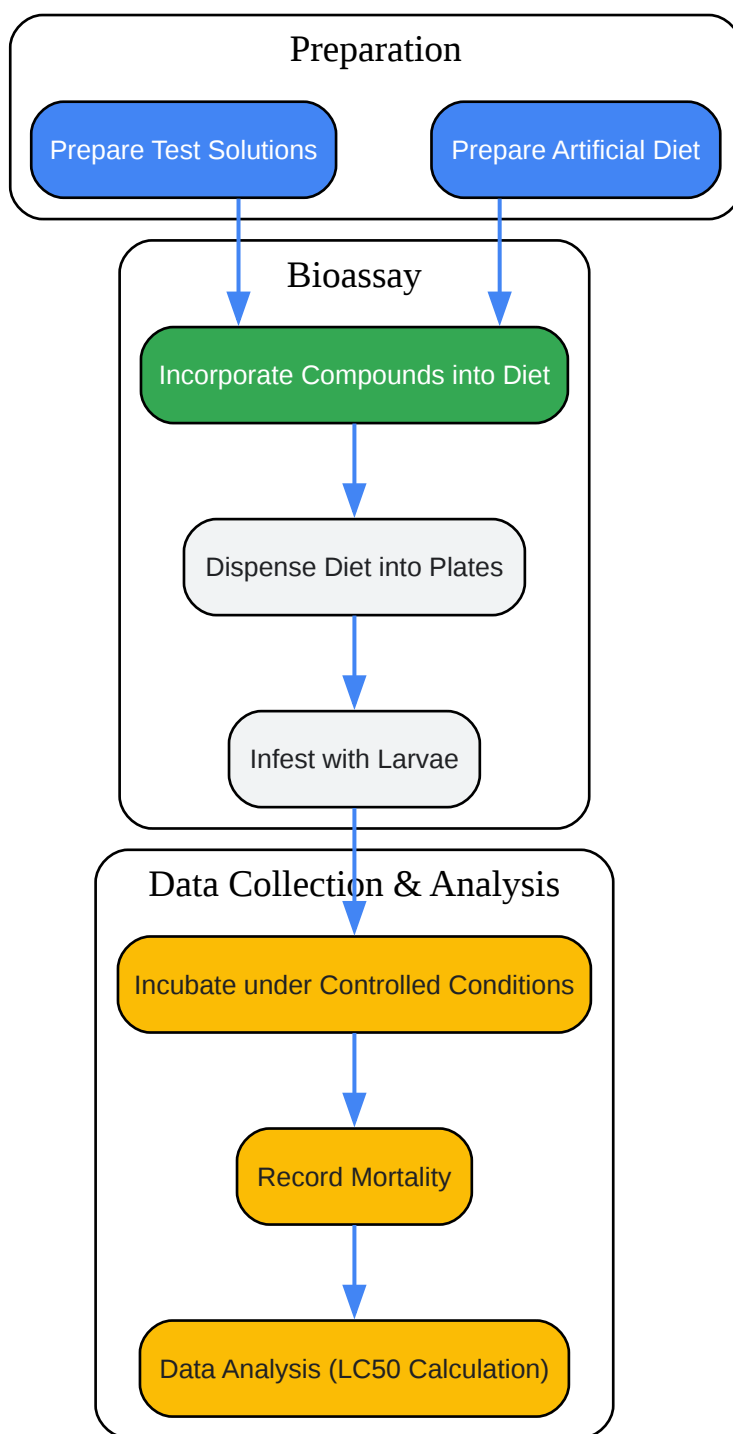 Preparation
Prepare Test Solutions
Prepare Artificial Diet
Bioassay
Incorporate Compounds into Diet
Dispense Diet into Plates
Infest with Larvae
Data Collection & Analysis
Incubate under Controlled Conditions
Record Mortality
Data Analysis (LC50 Calculation)